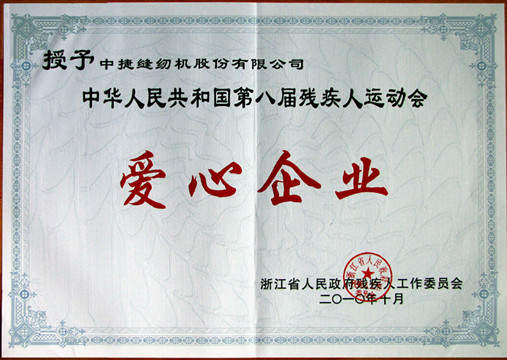 授予中捷缝纫机股份有限公司
中华人民共和国第八届残疾人运动会
爱心企业
浙江省人民政府残疾人工作委员会
二〇一〇年十月